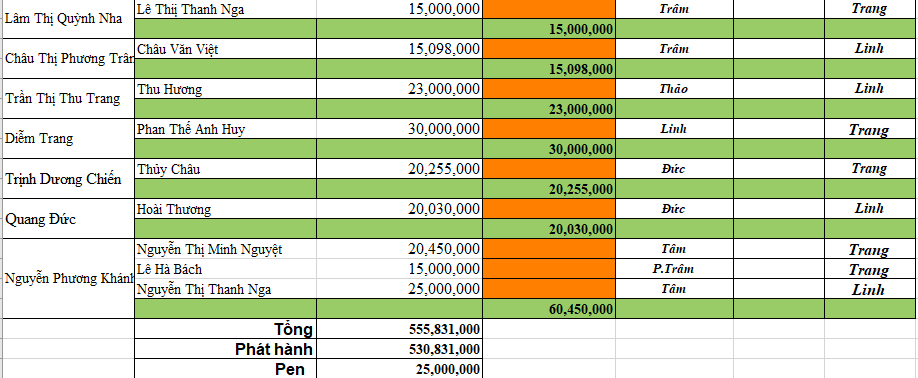 Lâm Thị Quỳnh Nha
Lê Thiị Thanh Nga 15,000,000 Trâm Trang
15,000,000
Châu Thị Phương Trân
Châu Văn Việt 15,098,000 Trâm Linh
15,098,000
Trần Thị Thu Trang
Thu Hương 23,000,000 Thảo Linh
23,000,000
Diễm Trang
Phan Thế Anh Huy 30,000,000 Linh Trang
30,000,000
Trịnh Dương Chiến
Thủy Châu 20,255,000 Đức Trang
20,255,000
Quang Đức
Hoài Thương 20,030,000 Đức Linh
20,030,000
Nguyễn Phương Khánh
Nguyễn Thị Minh Nguyệt 20,450,000 Tâm Trang
Lê Hà Bách 15,000,000 P.Trâm Trang
Nguyễn Thị Thanh Nga 25,000,000 Tâm Linh
60,450,000
Tổng 555,831,000
Phát hành 530,831,000
Pen 25,000,000